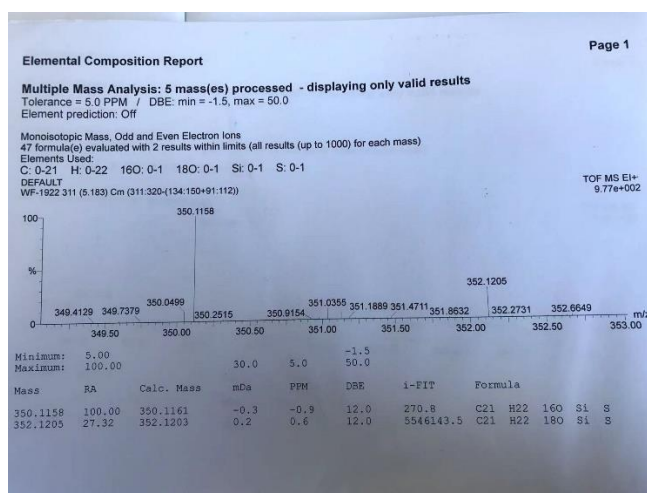 Page 1
Elemental Composition Report
Multiple Mass Analysis: 5 mass(es) processed - displaying only valid results
Tolerance = 5.0 PPM / DBE: min = -1.5, max = 50.0
Element prediction: Off
Monoisotopic Mass, Odd and Even Electron Ions
47 formula(e) evaluated with 2 results within limits (all results (up to 1000) for each mass)
Elements Used:
C: 0-21 H: 0-22 16O: 0-1 18O: 0-1 Si: 0-1 S: 0-1
DEFAULT
WF-1922 311 (5.183) Cm (311:320-(134:150+91:112))
TOF MS EI+
9.77e+002
100
350.1158
%
352.1205
349.4129 349.7379 350.0499 350.2515 350.9154 351.0355 351.1889 351.4711 351.8632 352.2731 352.6649
0
m/z
349.50 350.00 350.50 351.00 351.50 352.00 352.50 353.00
Minimum: 5.00 -1.5
Maximum: 100.00 30.0 5.0 50.0
Mass RA Calc. Mass mDa PPM DBE i-FIT Formula
350.1158 100.00 350.1161 -0.3 -0.9 12.0 270.8 C21 H22 16O Si S
352.1205 27.32 352.1203 0.2 0.6 12.0 5546143.5 C21 H22 18O Si S